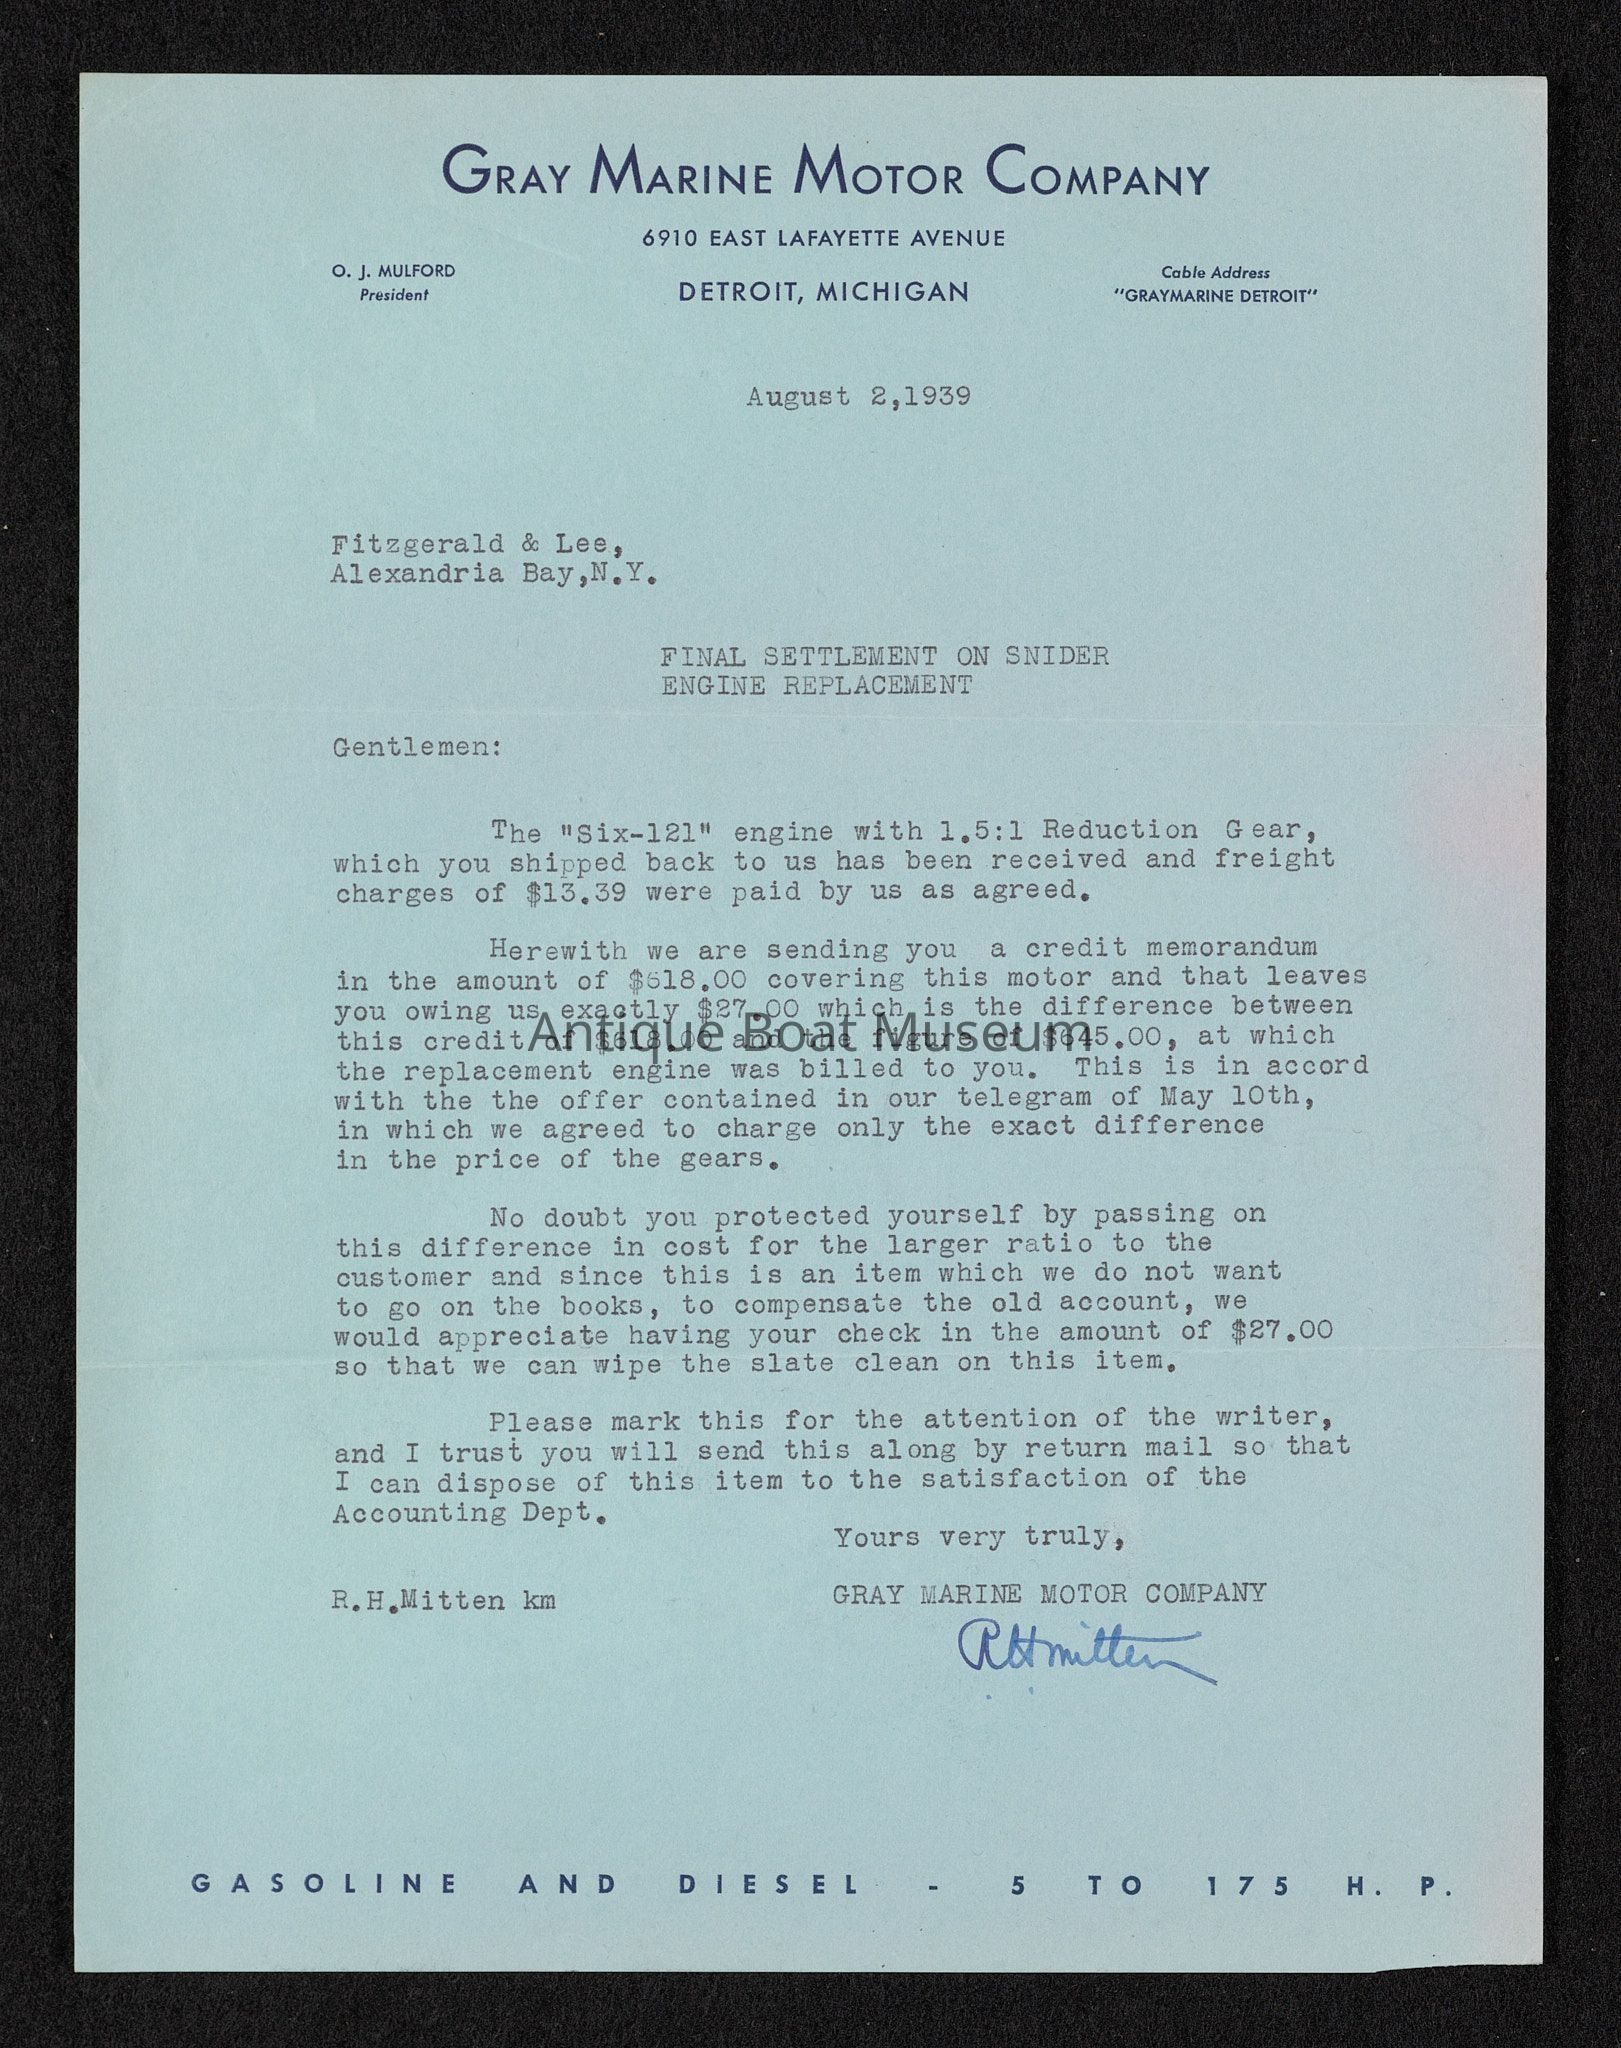 GRAY MARINE MOTOR COMPANY
6910 EAST LAFAYETTE AVENUE
O. J. MULFORD
President
DETROIT, MICHIGAN
Cable Address
"GRAYMARINE DETROIT"
August 2,1939
Fitzgerald & Lee,
Alexandria Bay,N.Y.
FINAL SETTLEMENT ON SNIDER
ENGINE REPLACEMENT
Gentlemen:
The "Six-121" engine with 1.5:1 Reduction Gear,
which you shipped back to us has been received and freight
charges of $13.39 were paid by us as agreed.
Herewith we are sending you a credit memorandum
in the amount of $618.00 covering this motor and that leaves
you owing us exactly $27.00 which is the difference between
this credit of $618.00 and the figure of $645.00, at which
Antique Boat Museum
the replacement engine was billed to you. This is in accord
with the the offer contained in our telegram of May 10th,
in which we agreed to charge only the exact difference
in the price of the gears.
No doubt you protected yourself by passing on
this difference in cost for the larger ratio to the
customer and since this is an item which we do not want
to go on the books, to compensate the old account, we
would appreciate having your check in the amount of $27.00
so that we can wipe the slate clean on this item.
Please mark this for the attention of the writer,
and I trust you will send this along by return mail so that
I can dispose of this item to the satisfaction of the
Accounting Dept.
Yours very truly,
R.H.Mitten km
GRAY MARINE MOTOR COMPANY
RHMitten
GASOLINE AND DIESEL - 5 TO 175 H. P.